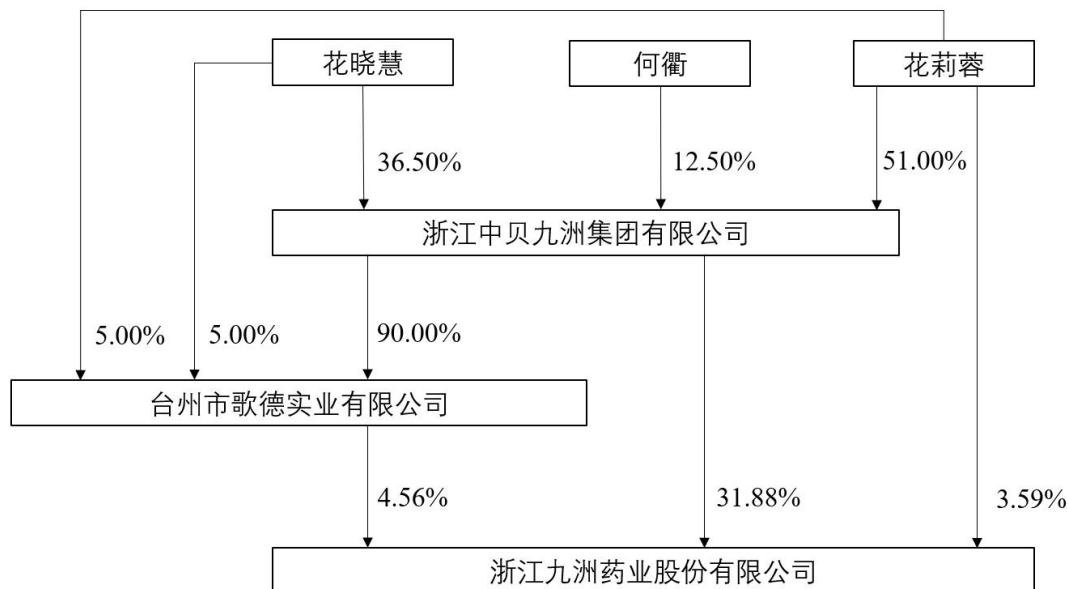 花晓慧
何衢
花莉蓉
36.50%
12.50%
51.00%
浙江中贝九洲集团有限公司
5.00%
5.00%
90.00%
台州市歌德实业有限公司
4.56%
31.88%
3.59%
浙江九洲药业股份有限公司